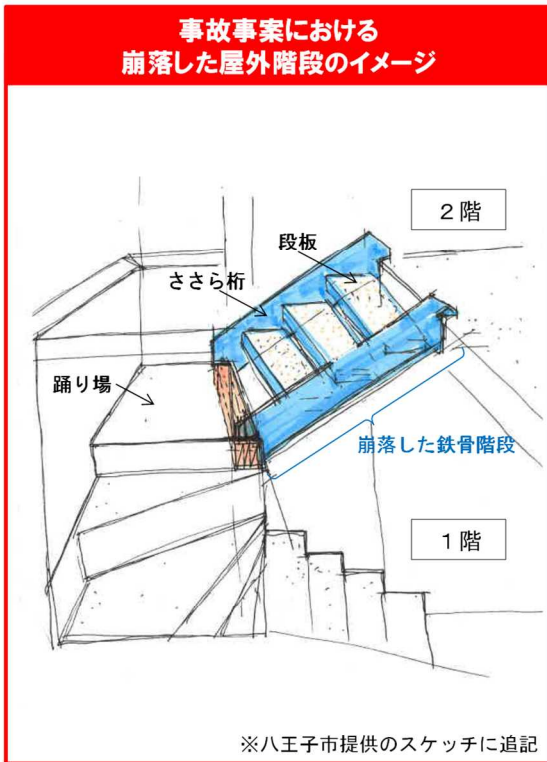 事故事案における
崩落した屋外階段のイメージ
２階
段板
ささら桁
踊り場
崩落した鉄骨階段
１階
※八王子市提供のスケッチに追記